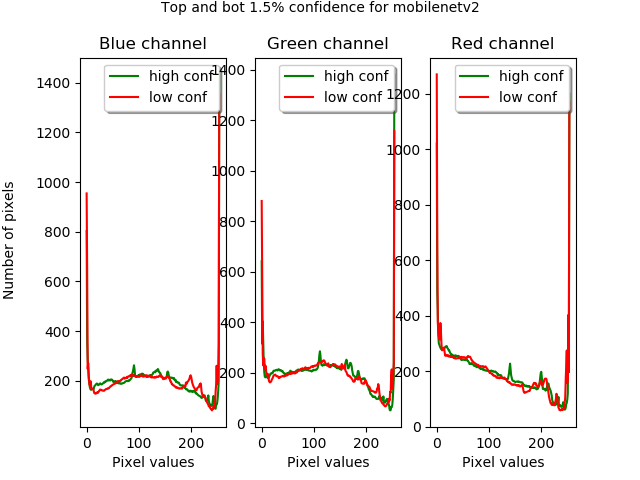 Top and bot 1.5% confidence for mobilenetv2
Blue channel
Green channel
Red channel
high conf
low conf
high conf
low conf
high conf
low conf
Number of pixels
1400
1200
1000
800
600
400
200
1400
1200
1000
800
600
400
200
0
1200
1000
800
600
400
200
0
0 100 200
0 100 200
0 100 200
Pixel values
Pixel values
Pixel values